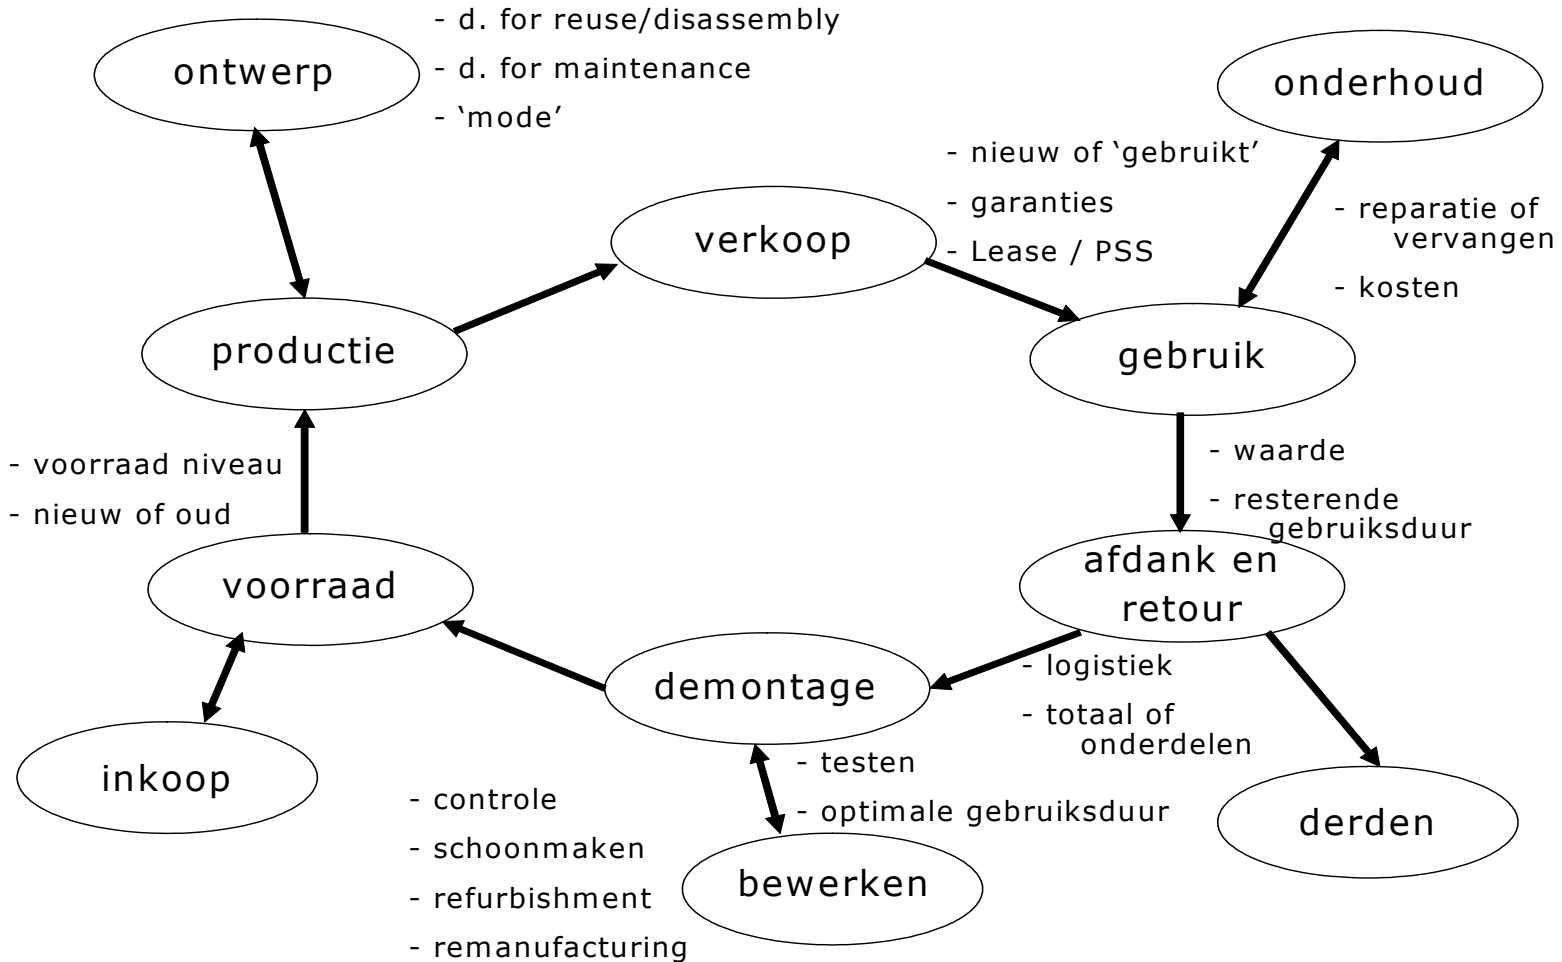 ontwerp
- d. for reuse/disassembly
- d. for maintenance
- ‘mode’
onderhoud
- nieuw of ‘gebruikt’
- garanties
- Lease / PSS
- reparatie of
vervangen
- kosten
verkoop
productie
gebruik
- voorraad niveau
- nieuw of oud
- waarde
- resterende
gebruiksduur
voorraad
afdank en
retour
- logistiek
- totaal of
onderdelen
demontage
inkoop
- testen
- optimale gebruiksduur
derden
- controle
- schoonmaken
- refurbishment
- remanufacturing
bewerken